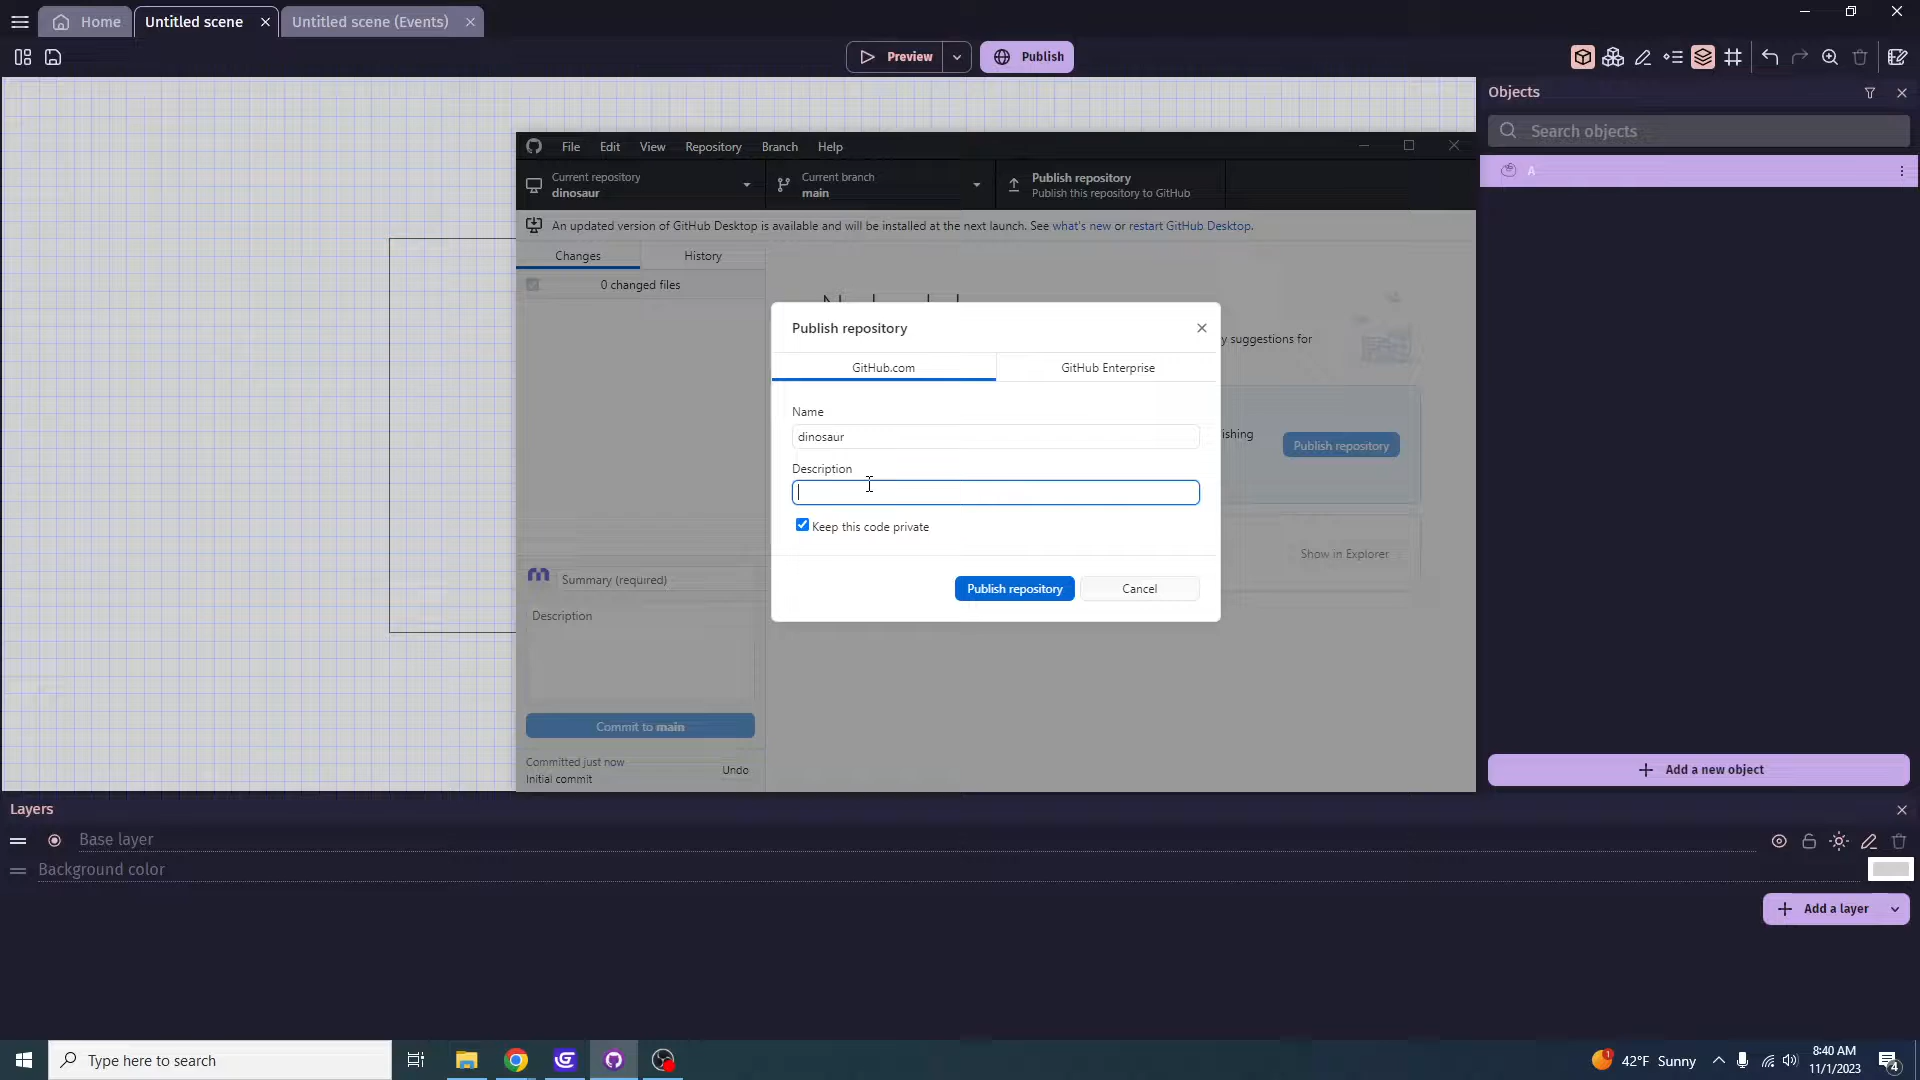 Home
Untitled scene
Untitled scene (Events)
Preview
Publish
Objects
Search objects
A
File Edit View Repository Branch Help
Current repository
dinosaur
Current branch
main
Publish repository
Publish this repository to GitHub
An updated version of GitHub Desktop is available and will be installed at the next launch. See what's new or restart GitHub Desktop.
Changes
History
0 changed files
y suggestions for
ishing
Publish repository
Show in Explorer
Publish repository
GitHub.com
GitHub Enterprise
Name
dinosaur
Description
Keep this code private
Publish repository
Cancel
Summary (required)
Description
Commit to main
Committed just now
Initial commit
Undo
Add a new object
Layers
Base layer
Background color
Add a layer
Type here to search
1
42°F Sunny
8:40 AM
11/1/2023
4